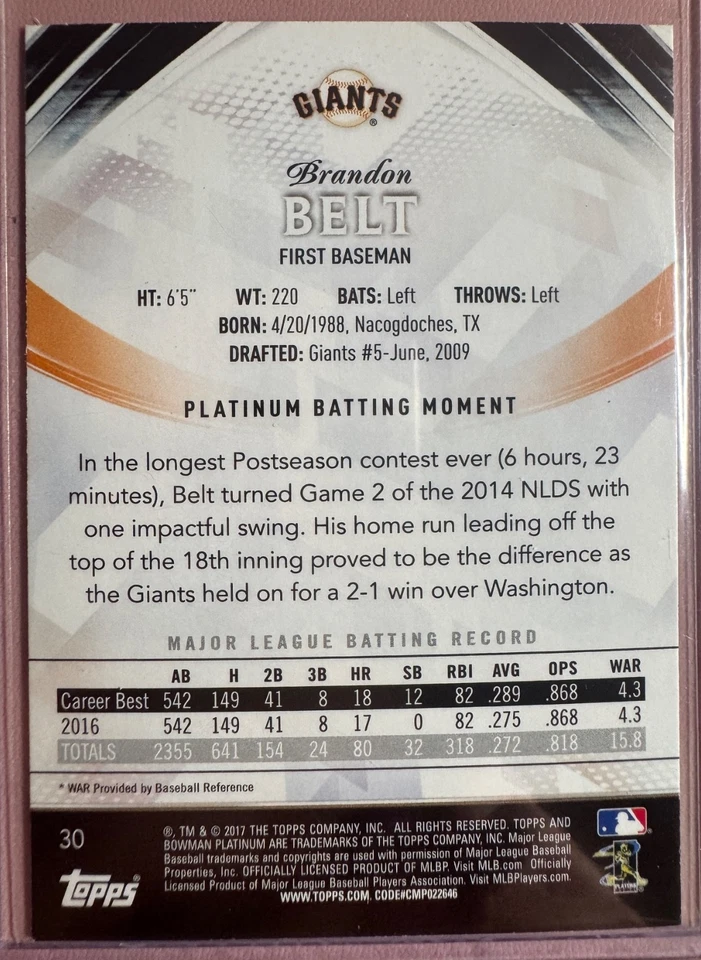 GIANTS ®
Brandon
BELT
FIRST BASEMAN
HT: 6'5" WT: 220 BATS: Left THROWS: Left
BORN: 4/20/1988, Nacogdoches, TX
DRAFTED: Giants #5-June, 2009
PLATINUM BATTING MOMENT
In the longest Postseason contest ever (6 hours, 23
minutes), Belt turned Game 2 of the 2014 NLDS with
one impactful swing. His home run leading off the
top of the 18th inning proved to be the difference as
the Giants held on for a 2-1 win over Washington.
MAJOR LEAGUE BATTING RECORD
AB H 2B 3B HR SB RBI AVG OPS WAR
Career Best 542 149 41 8 18 12 82 .289 .868 4.3
2016 542 149 41 8 17 0 82 .275 .868 4.3
TOTALS 2355 641 154 24 80 32 318 .272 .818 15.8
* WAR Provided by Baseball Reference
30
®, TM & © 2017 THE TOPPS COMPANY, INC. ALL RIGHTS RESERVED. TOPPS AND
BOWMAN PLATINUM ARE TRADEMARKS OF THE TOPPS COMPANY, INC. Major League
Baseball trademarks and copyrights are used with permission of Major League Baseball
Properties, Inc. OFFICIALLY LICENSED PRODUCT OF MLBP. Visit MLB.com Officially
Licensed Product of Major League Baseball Players Association. Visit MLBPlayers.com.
WWW.TOPPS.COM. CODE#CMP022646
Topps®